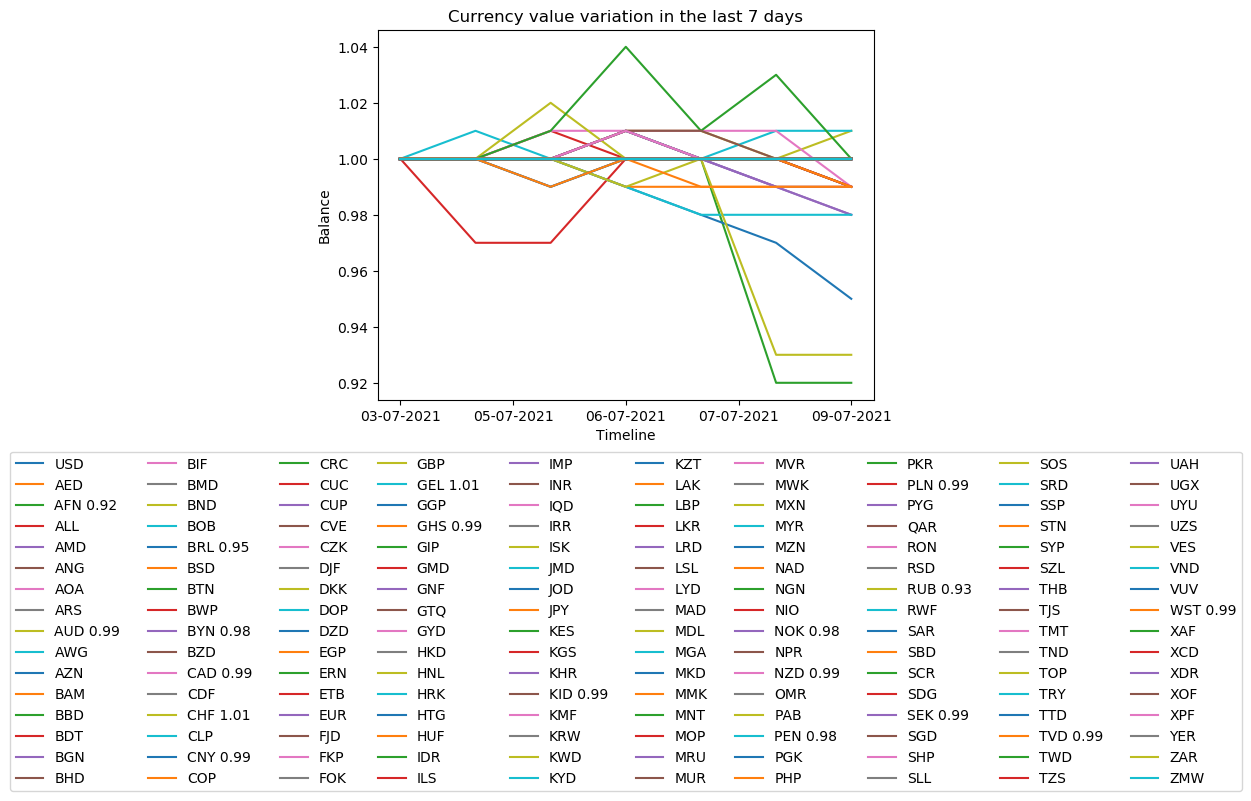 Currency value variation in the last 7 days
1.04
1.02
1.00
0.98
0.96
0.94
0.92
Balance
03-07-2021 05-07-2021 06-07-2021 07-07-2021 09-07-2021
Timeline
USD BIF CRC GBP IMP KZT MVR PKR SOS UAH
AED BMD CUC GEL 1.01 INR LAK MWK PLN 0.99 SRD UGX
AFN 0.92 BND CUP GGP IQD LBP MXN PYG SSP UYU
ALL BOB CVE GHS 0.99 IRR LKR MYR QAR STN UZS
AMD BRL 0.95 CZK GIP ISK LRD MZN RON SYP VES
ANG BSD DJF GMD JMD LSL NAD RSD SZL VND
AOA BTN DKK GNF JOD LYD NGN RUB 0.93 THB VUV
ARS BWP DOP GTQ JPY MAD NIO RWF TJS WST 0.99
AUD 0.99 BYN 0.98 DZD GYD KES MDL NOK 0.98 SAR TMT XAF
AWG BZD EGP HKD KGS MGA NPR SBD TND XCD
AZN CAD 0.99 ERN HNL KHR MKD NZD 0.99 SCR TOP XDR
BAM CDF ETB HRK KID 0.99 MMK OMR SDG TRY XOF
BBD CHF 1.01 EUR HTG KMF MNT PAB SEK 0.99 TTD XPF
BDT CLP FJD HUF KRW MOP PEN 0.98 SGD TVD 0.99 YER
BGN CNY 0.99 FKP IDR KWD MRU PGK SHP TWD ZAR
BHD COP FOK ILS KYD MUR PHP SLL TZS ZMW